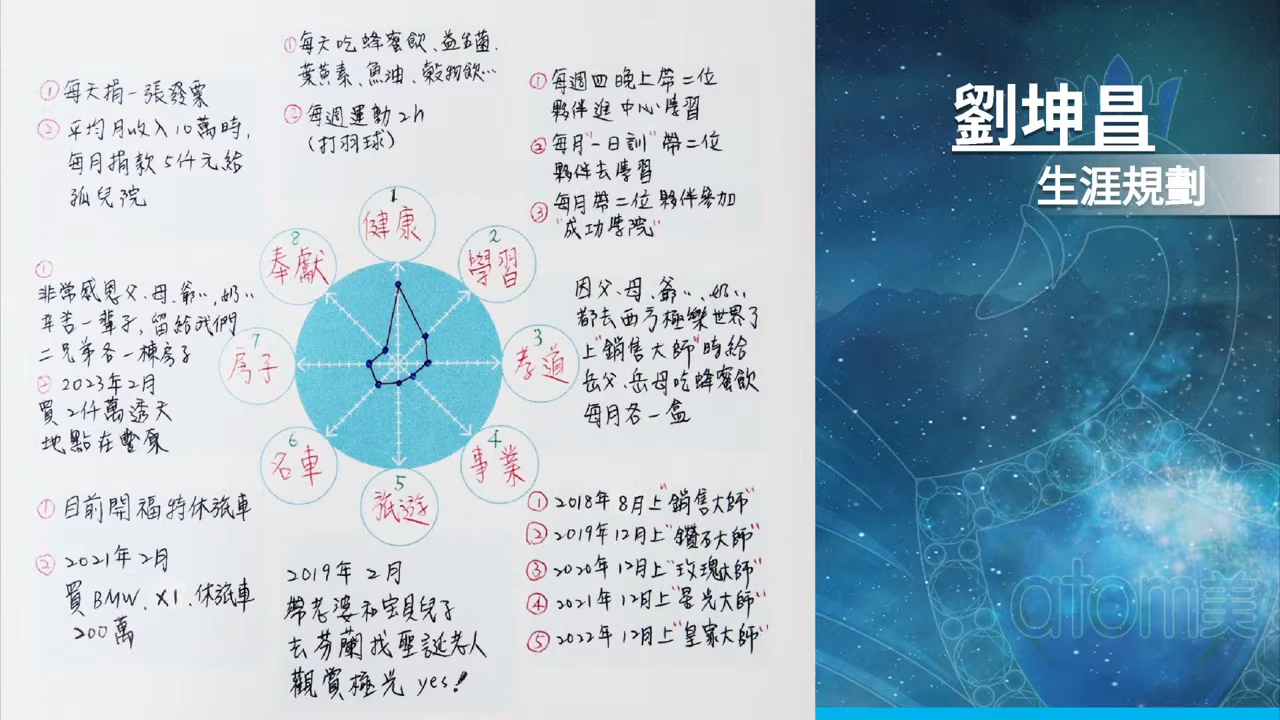 ①每天吃蜂蜜飲、益生菌、
葉黃素、魚油、穀物飲…
②每週運動2h
(打羽球)
①每天捐一張發票
②平均月收入10萬時,
每月捐款5仟元給
孤兒院
①每週四晚上帶二位
夥伴進中心學習
②每月"一日訓"帶二位
夥伴去學習
③每月帶二位夥伴參加
"成功學院"
1
健康
2
學習
3
孝道
4
事業
5
旅遊
6
名車
7
房子
8
奉獻
①
非常感恩父、母、爺〃、奶〃
辛苦一輩子,留給我們
二兄弟各一棟房子
②2023年2月
買2仟萬透天
地點在豐原
因父、母、爺〃、奶〃
都去西方極樂世界了
上"銷售大師"時給
岳父、岳母吃蜂蜜飲
每月各一盒
①目前開福特休旅車
②2021年2月
買BMW、X1、休旅車
200萬
2019年2月
帶老婆和寶貝兒子
去芬蘭找聖誕老人
觀賞極光 yes!
①2018年8月上"銷售大師"
②2019年12月上"鑽石大師"
③2020年12月上"玫瑰大師"
④2021年12月上"星光大師"
⑤2022年12月上"皇家大師"
劉坤昌
生涯規劃
atom美